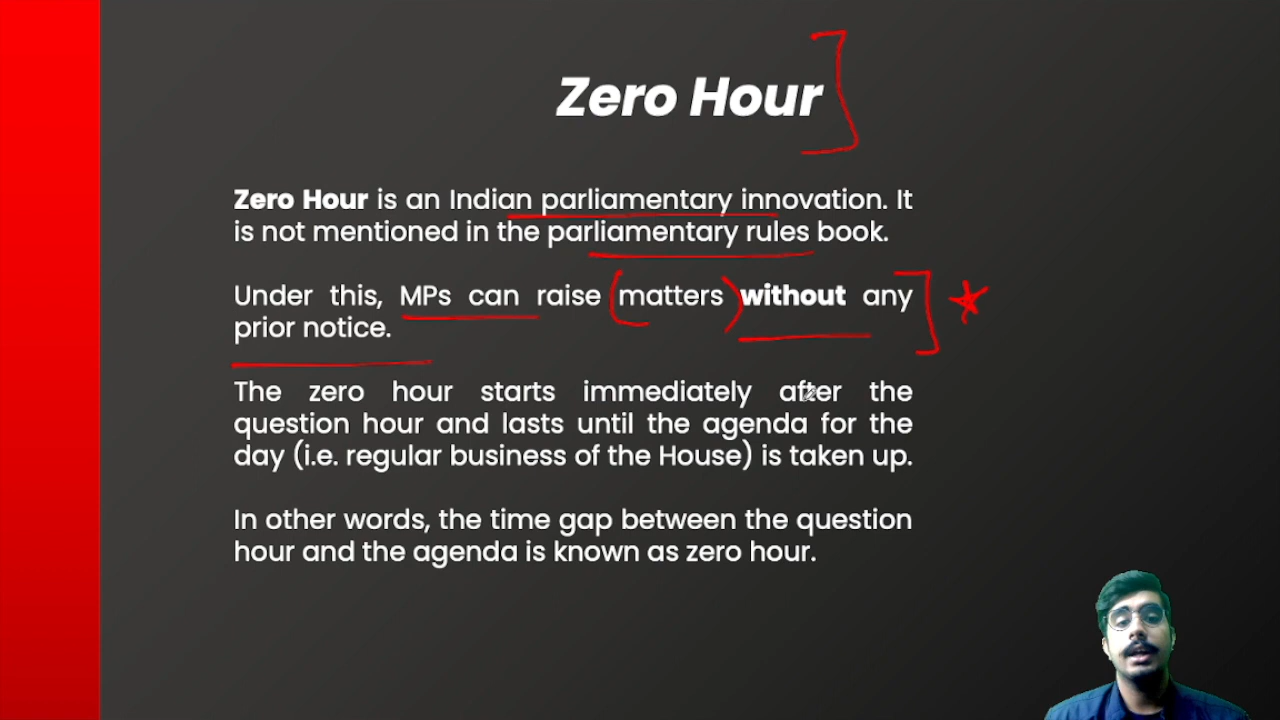 Zero Hour
Zero Hour is an Indian parliamentary innovation. It
is not mentioned in the parliamentary rules book.
Under this, MPs can raise matters without any
prior notice.
The zero hour starts immediately after the
question hour and lasts until the agenda for the
day (i.e. regular business of the House) is taken up.
In other words, the time gap between the question
hour and the agenda is known as zero hour.